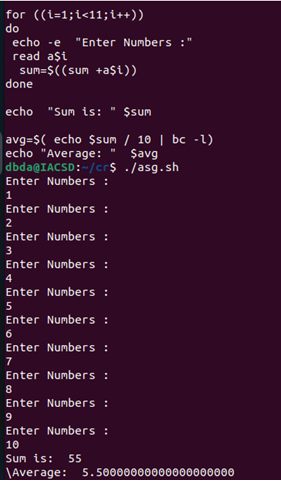 for ((i=1;i<11;i++))
do
 echo -e  "Enter Numbers :"
 read a$i
  sum=$((sum +a$i))
done

echo  "Sum is: " $sum

avg=$( echo $sum / 10 | bc -l)
echo "Average: "  $avg
dbda@IACSD:~/cr$ ./asg.sh
Enter Numbers :
1
Enter Numbers :
2
Enter Numbers :
3
Enter Numbers :
4
Enter Numbers :
5
Enter Numbers :
6
Enter Numbers :
7
Enter Numbers :
8
Enter Numbers :
9
Enter Numbers :
10
Sum is:  55
\Average:  5.50000000000000000000